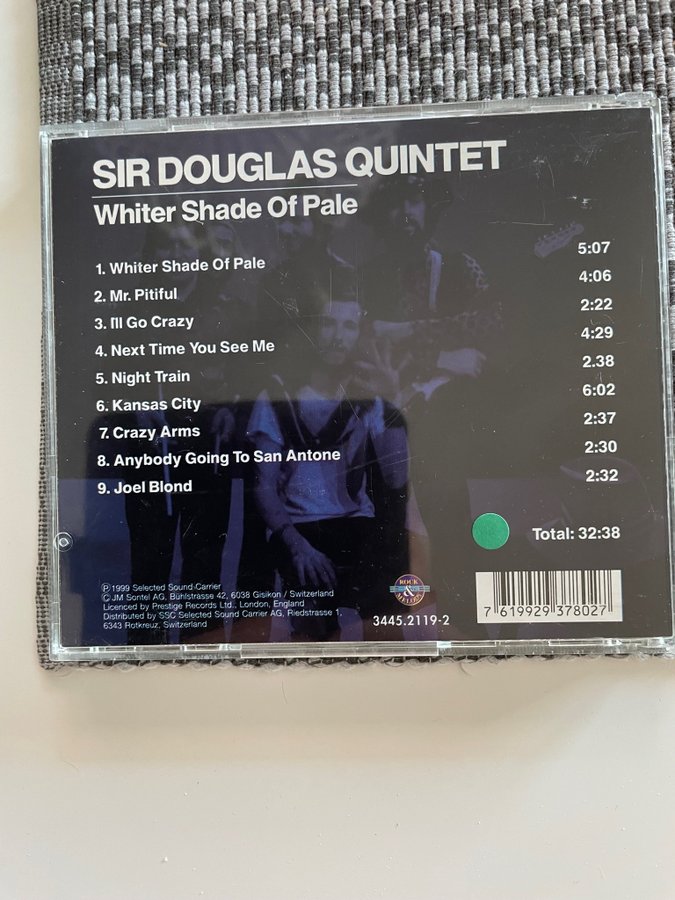 SIR DOUGLAS QUINTET
Whiter Shade Of Pale
1. Whiter Shade Of Pale 5:07
2. Mr. Pitiful 4:06
3. I'll Go Crazy 2:22
4. Next Time You See Me 4:29
5. Night Train 2.38
6. Kansas City 6:02
7. Crazy Arms 2:37
8. Anybody Going To San Antone 2:30
9. Joel Blond 2:32
Total: 32:38
Ⓟ 1999 Selected Sound Carrier
© JM Sontel AG, Bühlstrasse 42, 6038 Gisikon / Switzerland
Licenced by Prestige Records Ltd., London, England
Distributed by SSC Selected Sound Carrier AG, Riedstrasse 1,
6343 Rotkreuz, Switzerland
ROCK
&
3445.2119-2
7 619929 378027